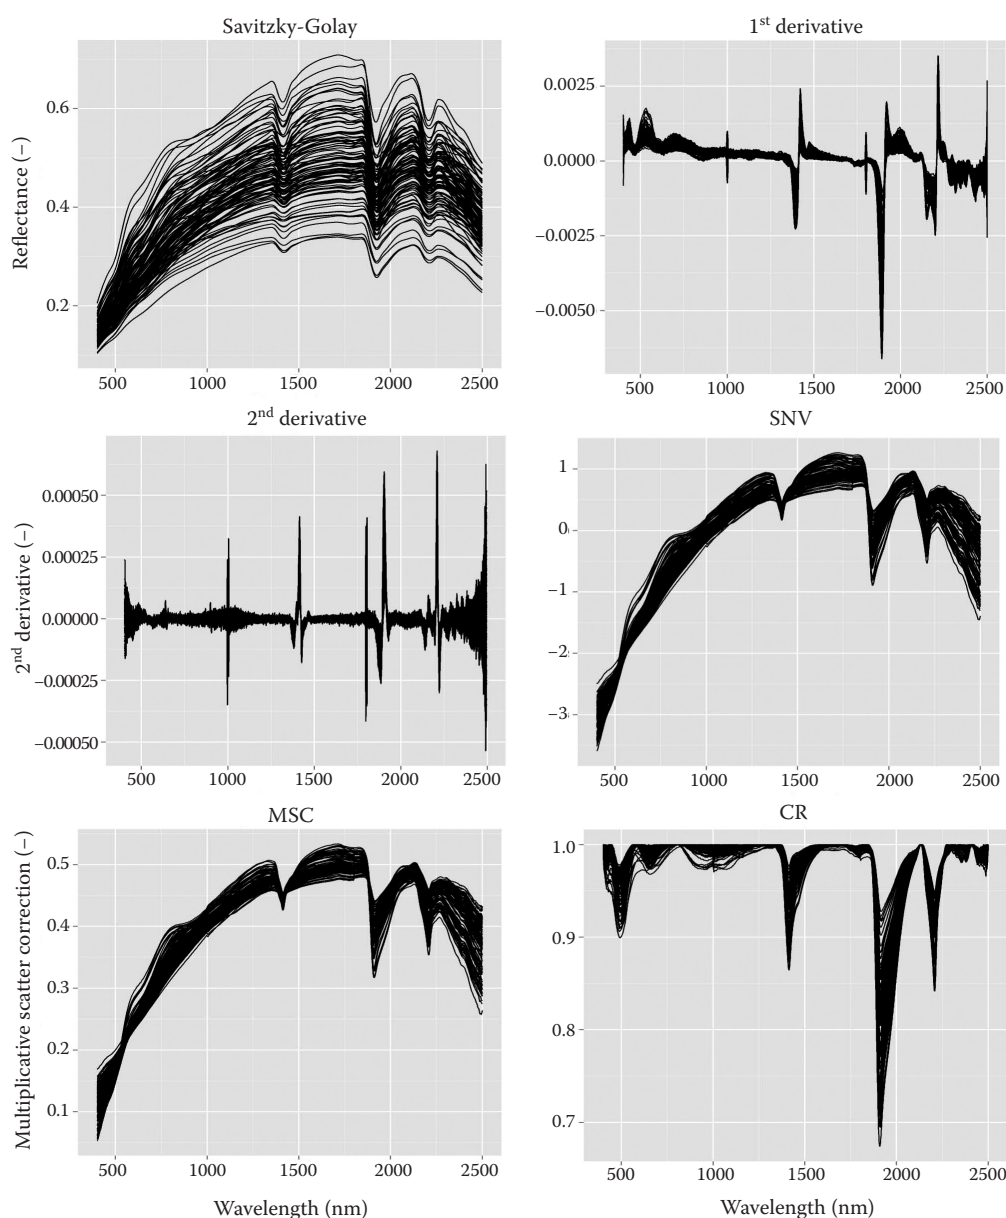 Savitzky-Golay
Reflectance (−)
0.6
0.4
0.2
500 1000 1500 2000 2500
1st derivative
0.0025
0.0000
−0.0025
−0.0050
500 1000 1500 2000 2500
2nd derivative
2nd derivative (−)
0.00050
0.00025
0.00000
−0.00025
−0.00050
500 1000 1500 2000 2500
SNV
1
0
−1
−2
−3
500 1000 1500 2000 2500
MSC
Multiplicative scatter correction (−)
0.5
0.4
0.3
0.2
0.1
500 1000 1500 2000 2500
Wavelength (nm)
CR
1.0
0.9
0.8
0.7
500 1000 1500 2000 2500
Wavelength (nm)